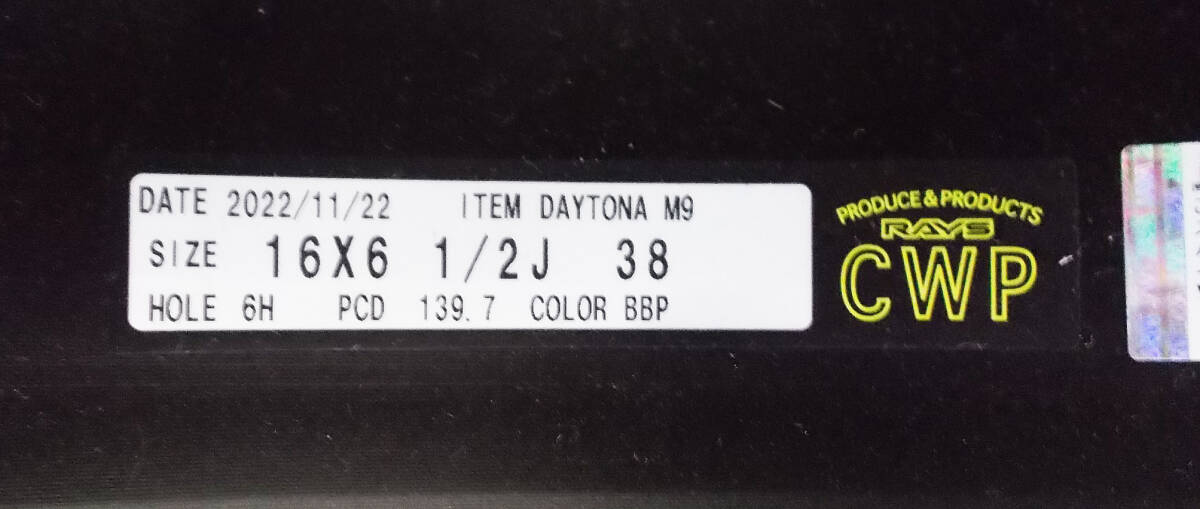 DATE 2022/11/22 ITEM DAYTONA M9
SIZE 16X6 1/2J 38
HOLE 6H PCD 139.7 COLOR BBP
PRODUCE & PRODUCTS
RAYS
CWP